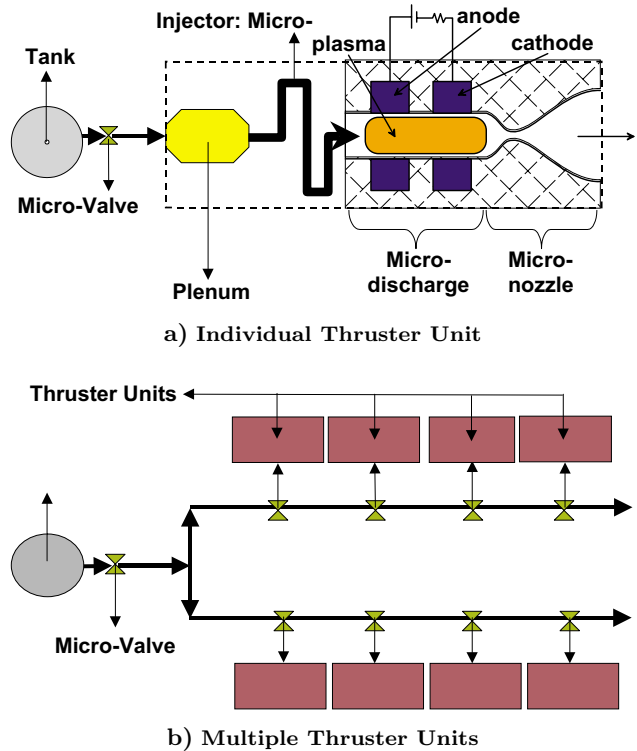 Injector: Micro-
anode
plasma
cathode
Tank
Micro-Valve
Plenum
Micro-
discharge
Micro-
nozzle
a) Individual Thruster Unit
Thruster Units
Micro-Valve
b) Multiple Thruster Units